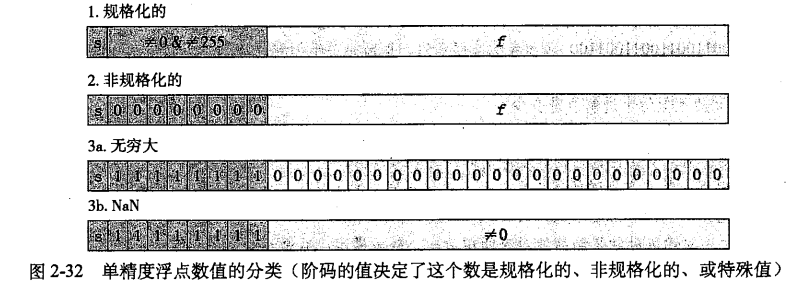 1. 规格化的
s ≠0 & ≠255 f
2. 非规格化的
s 0 0 0 0 0 0 0 0 f
3a. 无穷大
s 1 1 1 1 1 1 1 1 0 0 0 0 0 0 0 0 0 0 0 0 0 0 0 0 0 0 0 0 0 0 0
3b. NaN
s 1 1 1 1 1 1 1 1 ≠0
图 2-32 单精度浮点数值的分类（阶码的值决定了这个数是规格化的、非规格化的、或特殊值）